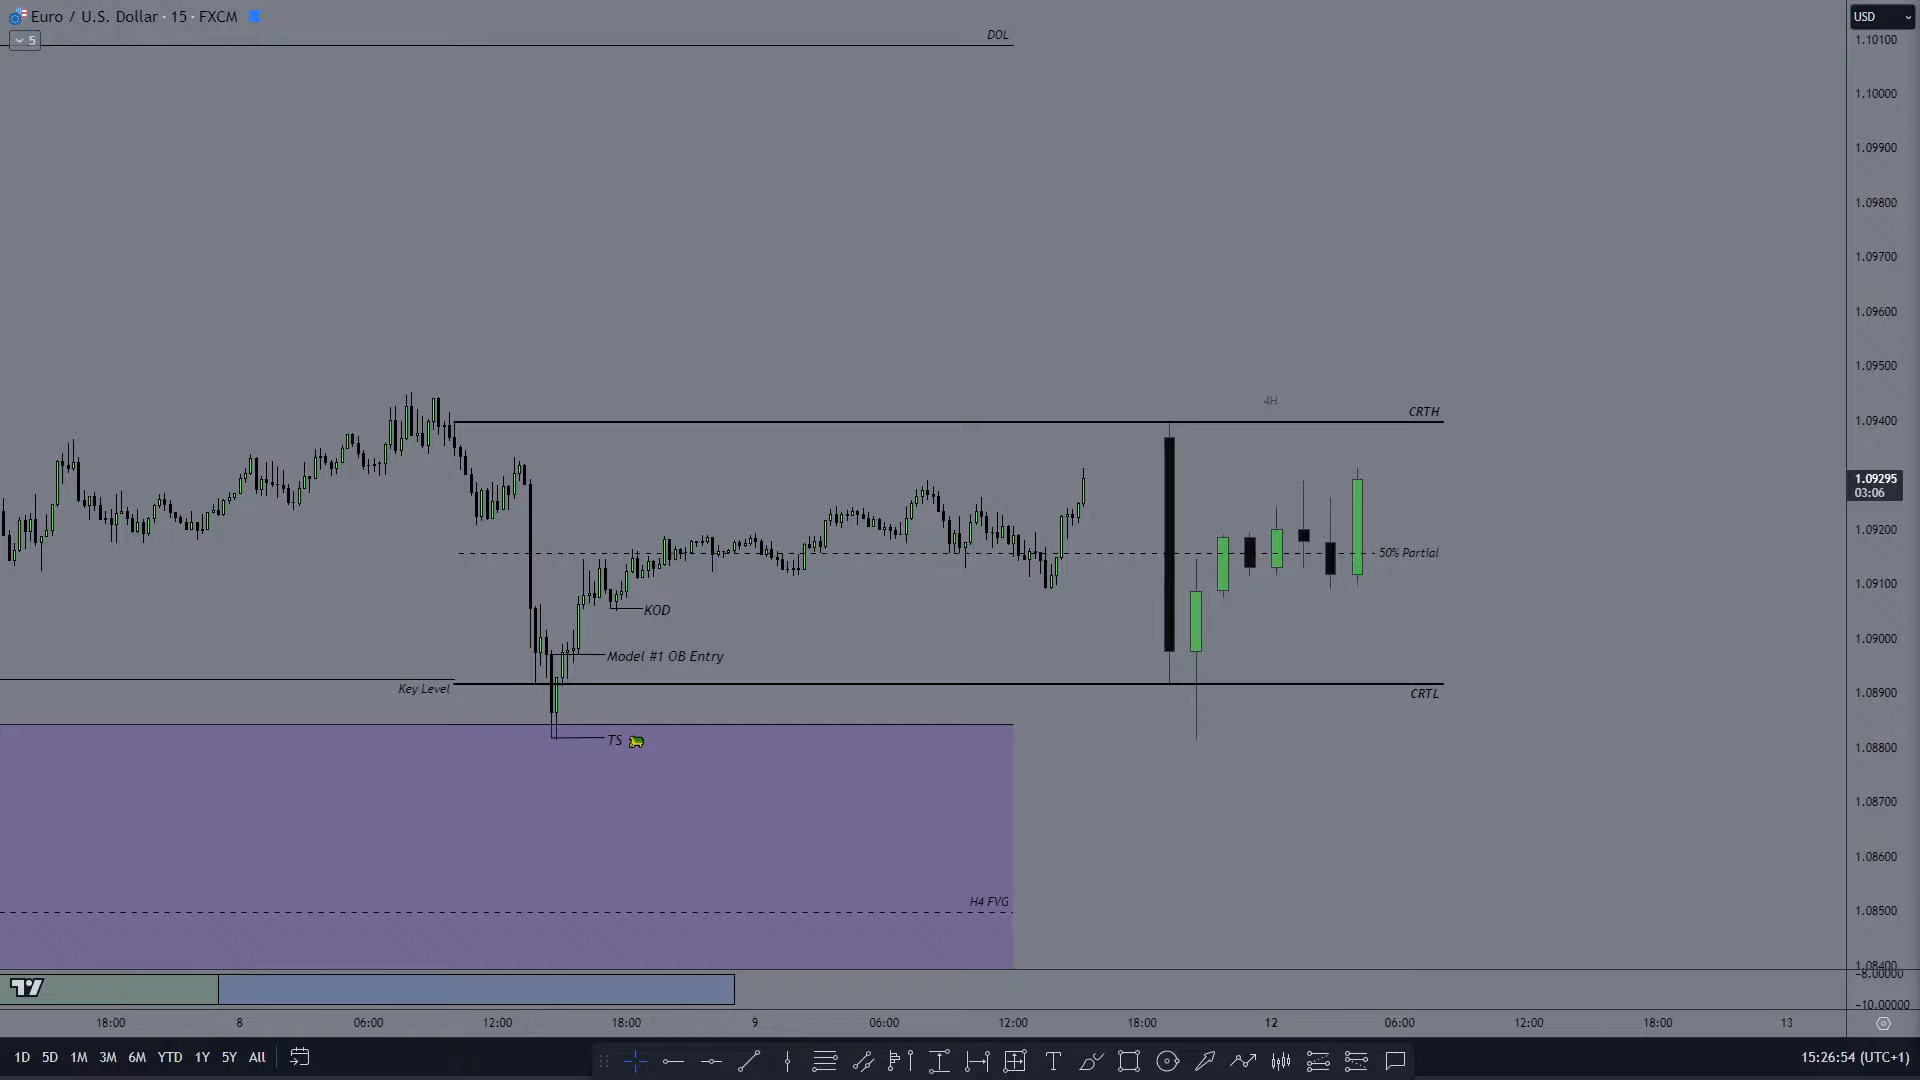 Euro / U.S. Dollar · 15 · FXCM
USD
5
DOL
1.10100
1.10000
1.09900
1.09800
1.09700
1.09600
1.09500
4H
CRTH
1.09400
1.09295
03:06
1.09200
50% Partial
1.09100
KOD
1.09000
Model #1 OB Entry
Key Level
CRTL
1.08900
TS
1.08800
1.08700
1.08600
H4 FVG
1.08500
1.08400
-8.00000
-10.00000
18:00 8 06:00 12:00 18:00 9 06:00 12:00 18:00 12 06:00 12:00 18:00 13
1D 5D 1M 3M 6M YTD 1Y 5Y All
15:26:54 (UTC+1)